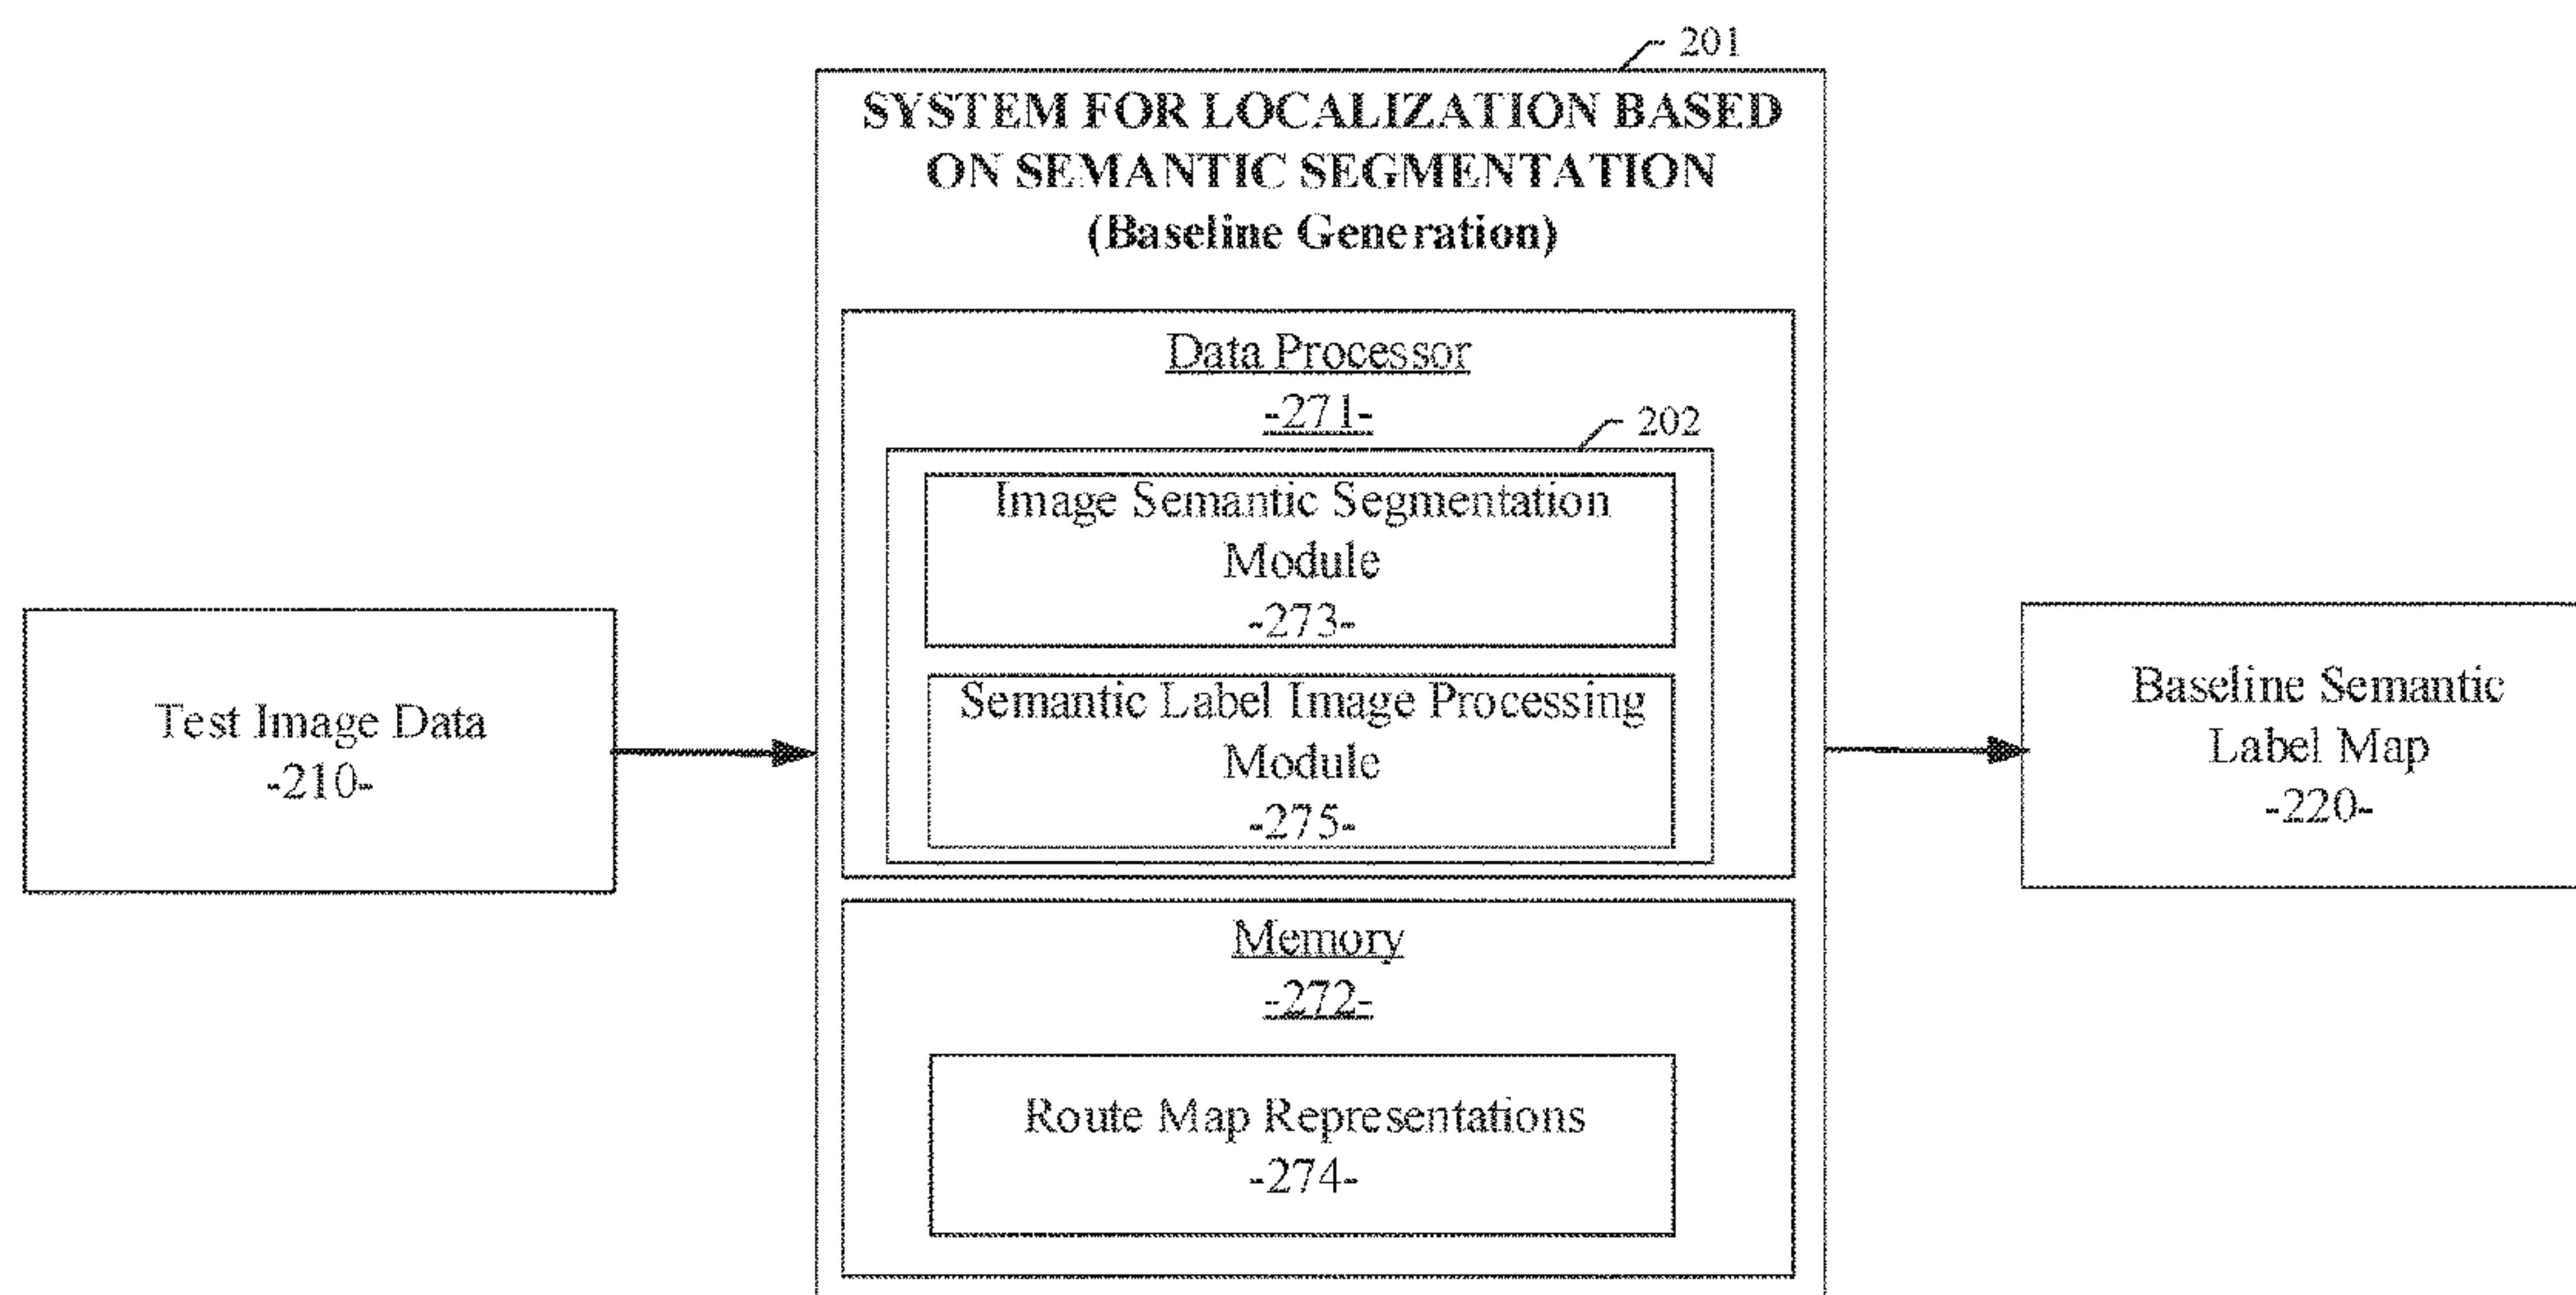 201
SYSTEM FOR LOCALIZATION BASED
ON SEMANTIC SEGMENTATION
(Baseline Generation)
Data Processor
-271-
202
Image Semantic Segmentation
Module
-273-
Semantic Label Image Processing
Module
-275-
Test Image Data
-210-
Baseline Semantic
Label Map
-220-
Memory
-272-
Route Map Representations
-274-